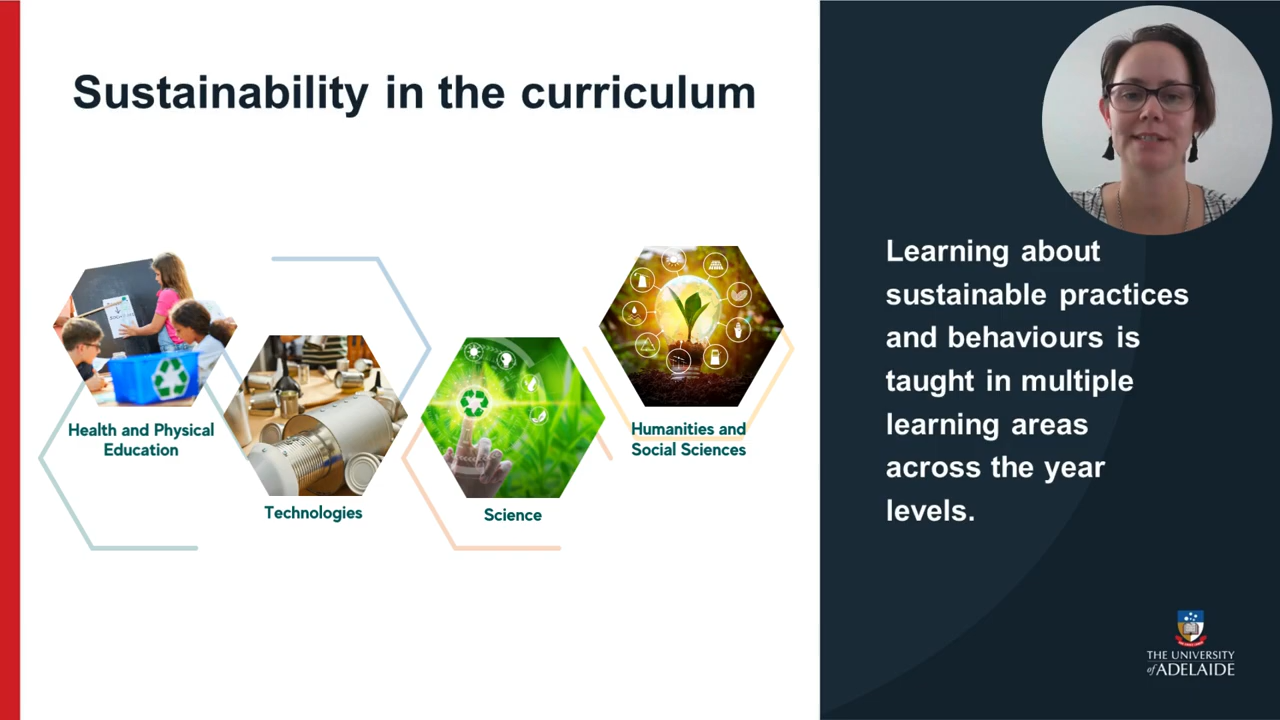 Sustainability in the curriculum
Health and Physical
Education
Technologies
Science
Humanities and
Social Sciences
Learning about
sustainable practices
and behaviours is
taught in multiple
learning areas
across the year
levels.
THE UNIVERSITY
of ADELAIDE